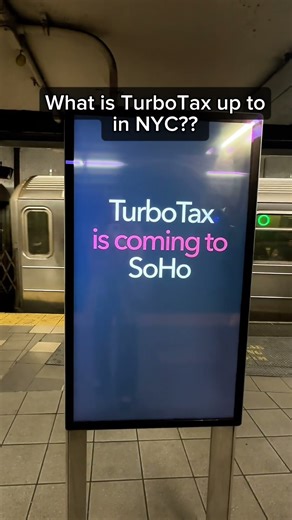 What is TurboTax up to
in NYC??
TurboTax
is coming to
SoHo